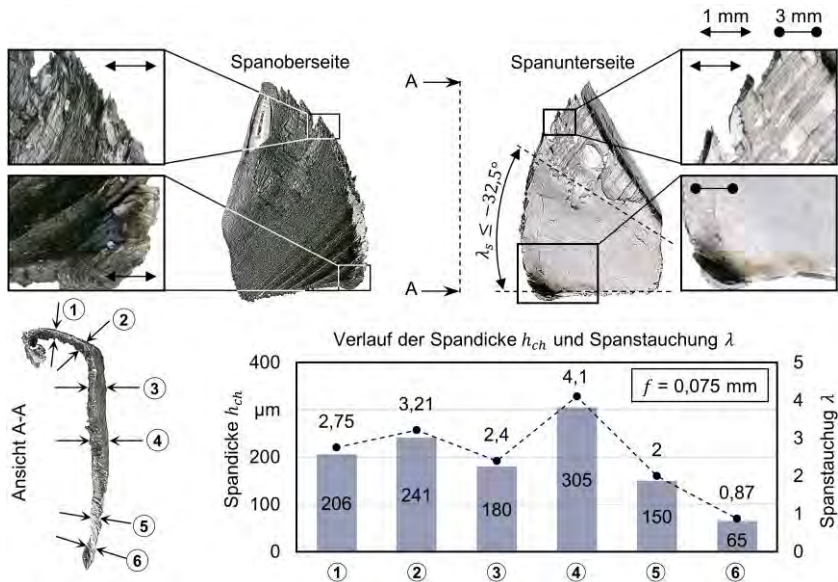 1 mm 3 mm
Spanoberseite
Spanunterseite
A
A
λₛ ≤ −32,5°
① ② ③ ④ ⑤ ⑥
Ansicht A-A
Verlauf der Spandicke h_ch und Spanstauchung λ
f = 0,075 mm
Spandicke h_ch
400
µm
200
100
0
2,75 3,21 2,4 4,1 2 0,87
206 241 180 305 150 65
5
4
3
2
1
0
Spanstauchung λ
① ② ③ ④ ⑤ ⑥